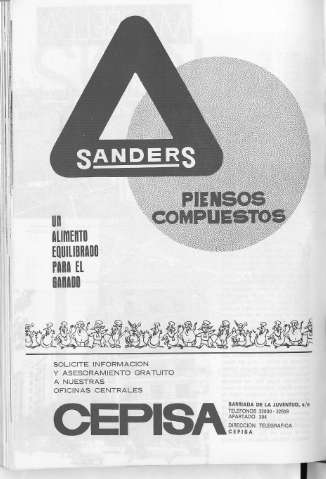 SANDERS
PIENSOS
COMPUESTOS
UN
ALIMENTO
EQUILIBRADO
PARA EL
GANADO
SOLICITE INFORMACION
Y ASESORAMIENTO GRATUITO
A NUESTRAS
OFICINAS CENTRALES
CEPISA
BARRIADA DE LA JUVENTUD, s/n
TELEFONOS
APARTADO
DIRECCION TELEGRAFICA
CEPISA